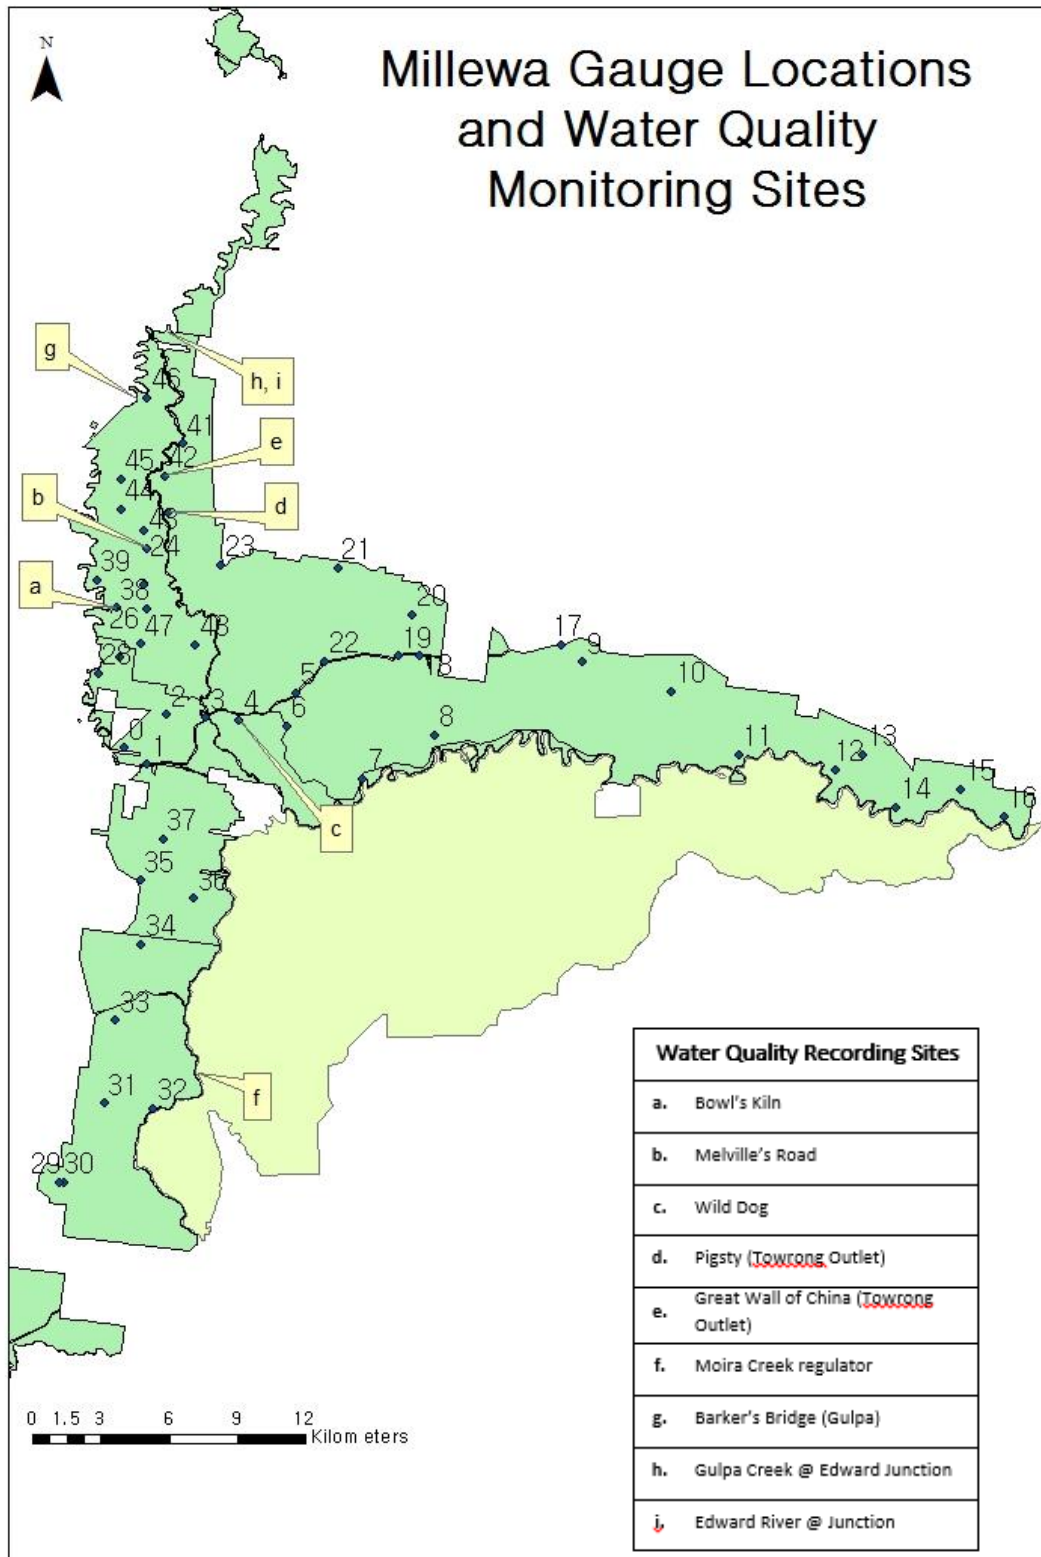 N
Millewa Gauge Locations
and Water Quality
Monitoring Sites
g
46
h, i
41
42
e
45
b
44
d
43
24
23
21
39
a
38
20
26
47
48
17
9
22
19
18
28
10
5
2
3
4
6
8
0
1
11
13
12
7
15
14
16
c
37
35
36
34
33
31
32
f
29
30
Water Quality Recording Sites
a. Bowl's Kiln
b. Melville's Road
c. Wild Dog
d. Pigsty (Towrong Outlet)
e. Great Wall of China (Towrong
Outlet)
f. Moira Creek regulator
g. Barker's Bridge (Gulpa)
h. Gulpa Creek @ Edward Junction
i. Edward River @ Junction
0 1.5 3 6 9 12
Kilom eters